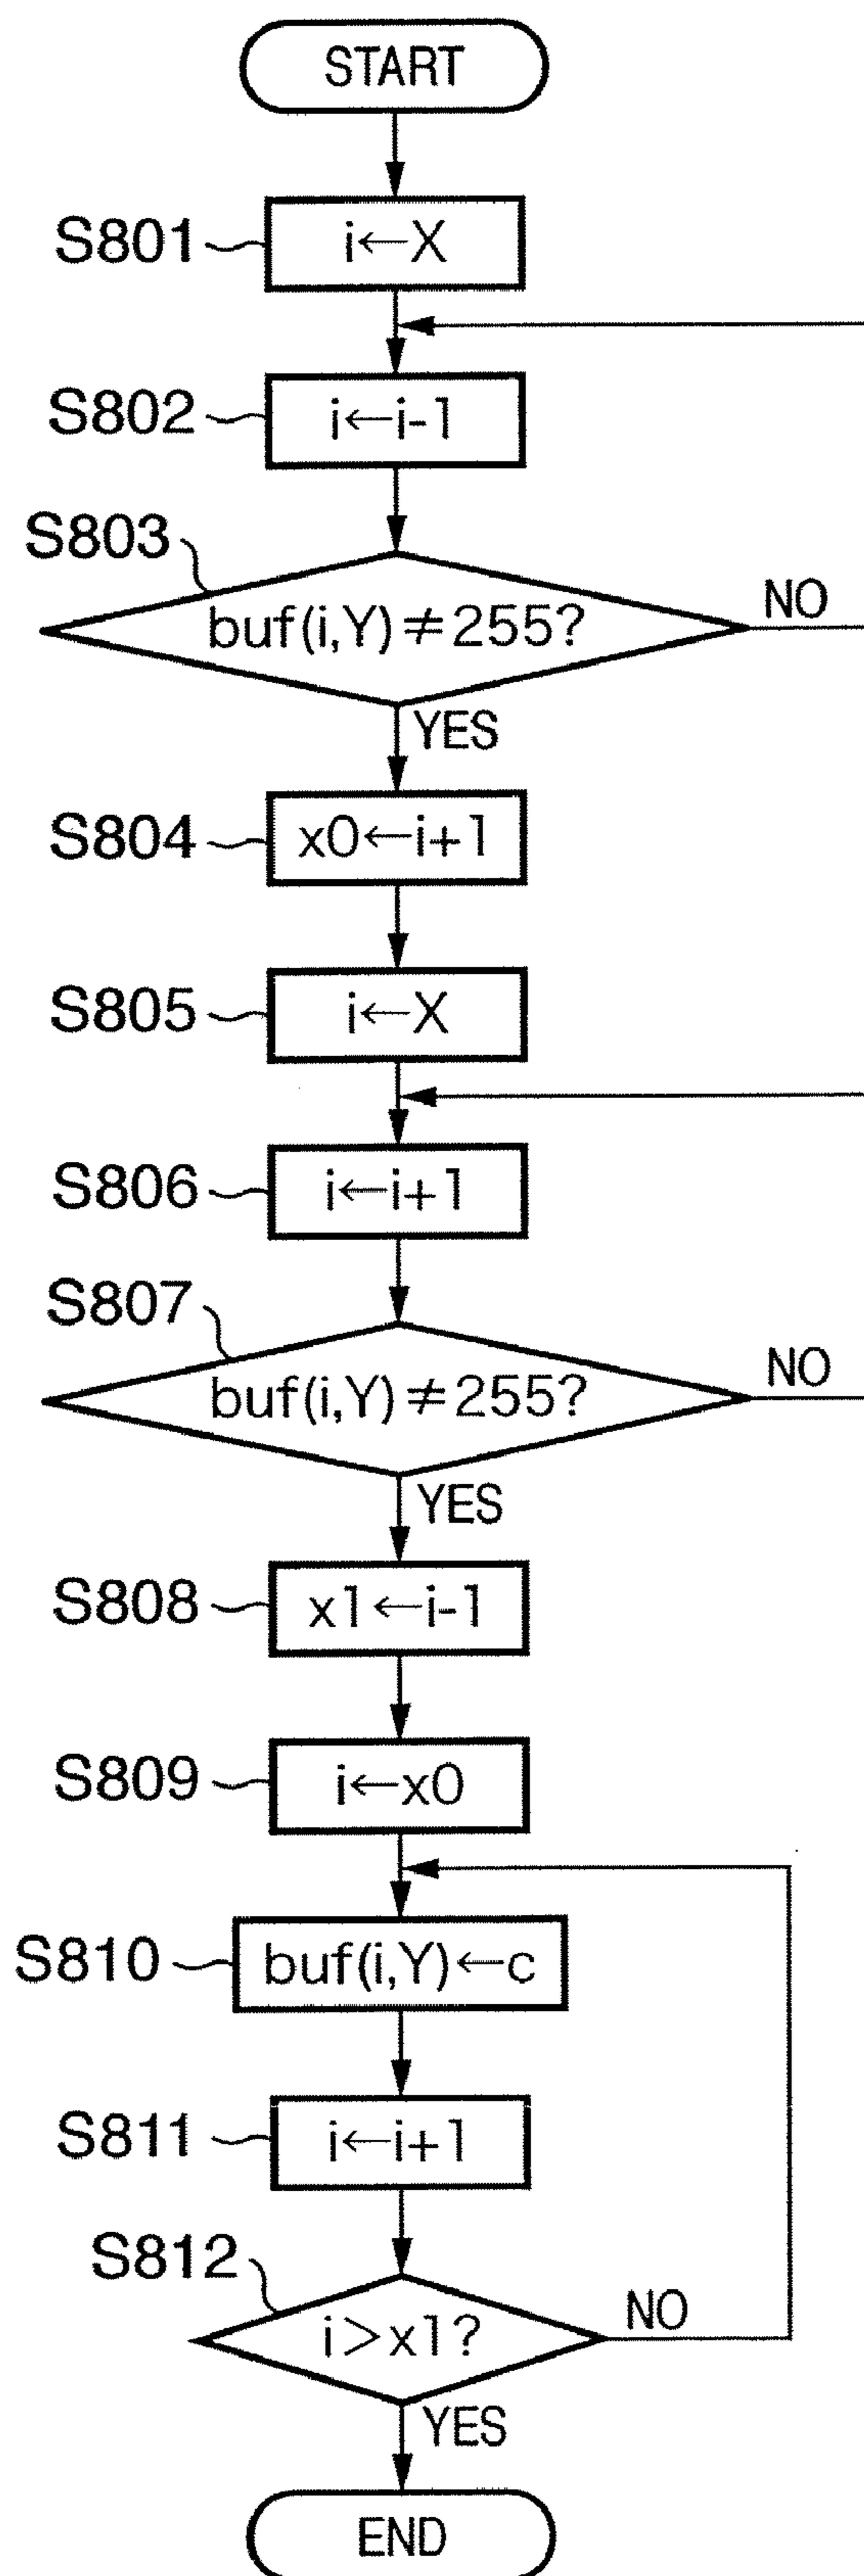 START
S801
i←X
S802
i←i-1
S803
buf(i,Y)≠255?
NO
YES
S804
x0←i+1
S805
i←X
S806
i←i+1
S807
buf(i,Y)≠255?
NO
YES
S808
x1←i-1
S809
i←x0
S810
buf(i,Y)←c
S811
i←i+1
S812
i>x1?
NO
YES
END